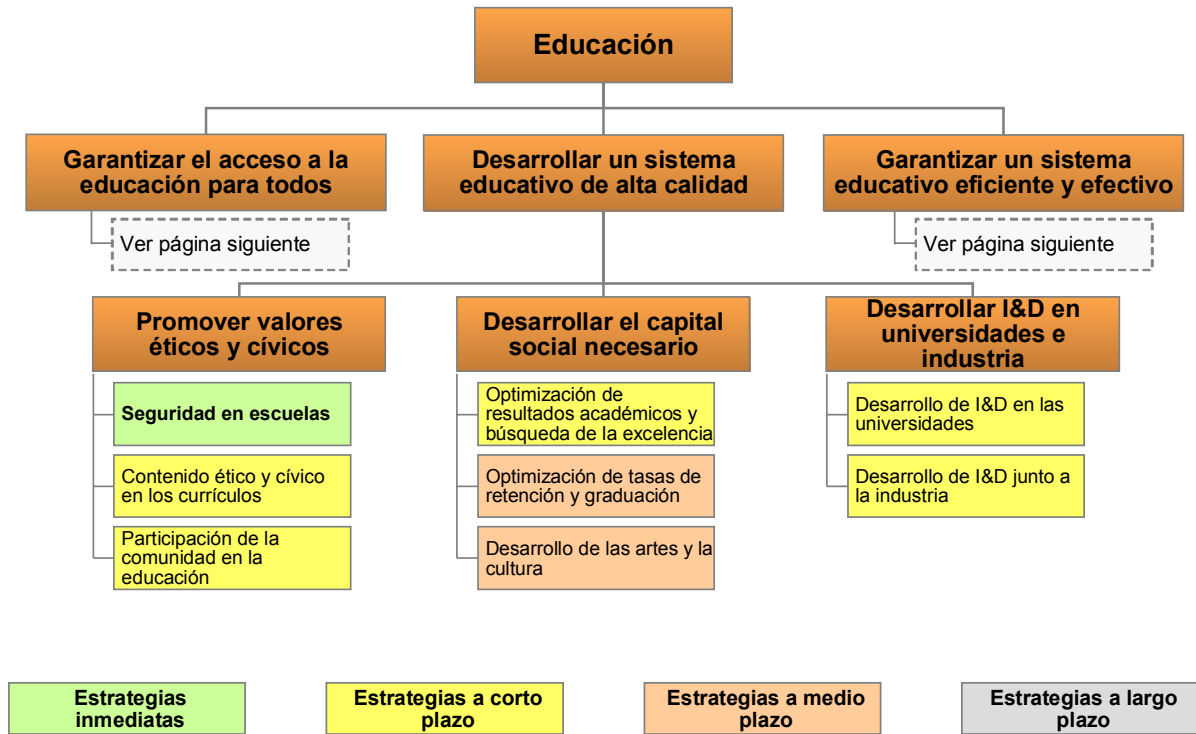 Educación
Garantizar el acceso a la
educación para todos
Desarrollar un sistema
educativo de alta calidad
Garantizar un sistema
educativo eficiente y efectivo
Ver página siguiente
Ver página siguiente
Promover valores
éticos y cívicos
Desarrollar el capital
social necesario
Desarrollar I&D en
universidades e
industria
Seguridad en escuelas
Contenido ético y cívico
en los currículos
Participación de la
comunidad en la
educación
Optimización de
resultados académicos y
búsqueda de la excelencia
Optimización de tasas de
retención y graduación
Desarrollo de las artes y la
cultura
Desarrollo de I&D en las
universidades
Desarrollo de I&D junto a
la industria
Estrategias
inmediatas
Estrategias a corto
plazo
Estrategias a medio
plazo
Estrategias a largo
plazo